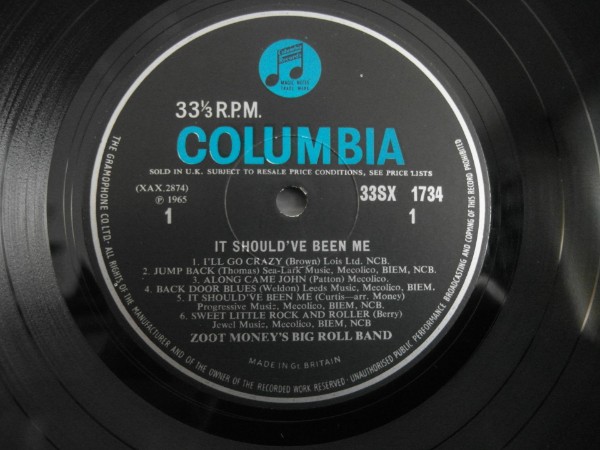 Columbia
MAGIC NOTES
TRADE MARK
33⅓ R.P.M.
COLUMBIA
SOLD IN U.K. SUBJECT TO RESALE PRICE CONDITIONS, SEE PRICE LISTS
(XAX.2874)
℗ 1965
1
33SX 1734
1
IT SHOULD'VE BEEN ME
1. I'LL GO CRAZY (Brown) Lois Ltd. NCB.
2. JUMP BACK (Thomas) Sea-Lark Music, Mecolico, BIEM, NCB.
3. ALONG CAME JOHN (Patton) Mecolico.
4. BACK DOOR BLUES (Weldon) Leeds Music, Mecolico, BIEM.
5. IT SHOULD'VE BEEN ME (Curtis—arr. Money)
Progressive Music, Mecolico, BIEM, NCB.
6. SWEET LITTLE ROCK AND ROLLER (Berry)
Jewel Music, Mecolico, BIEM, NCB
ZOOT MONEY'S BIG ROLL BAND
MADE IN Gt. BRITAIN
THE GRAMOPHONE CO LTD · ALL RIGHTS OF THE MANUFACTURER AND OF THE OWNER OF THE RECORDED WORK RESERVED · UNAUTHORISED PUBLIC PERFORMANCE BROADCASTING AND COPYING OF THIS RECORD PROHIBITED